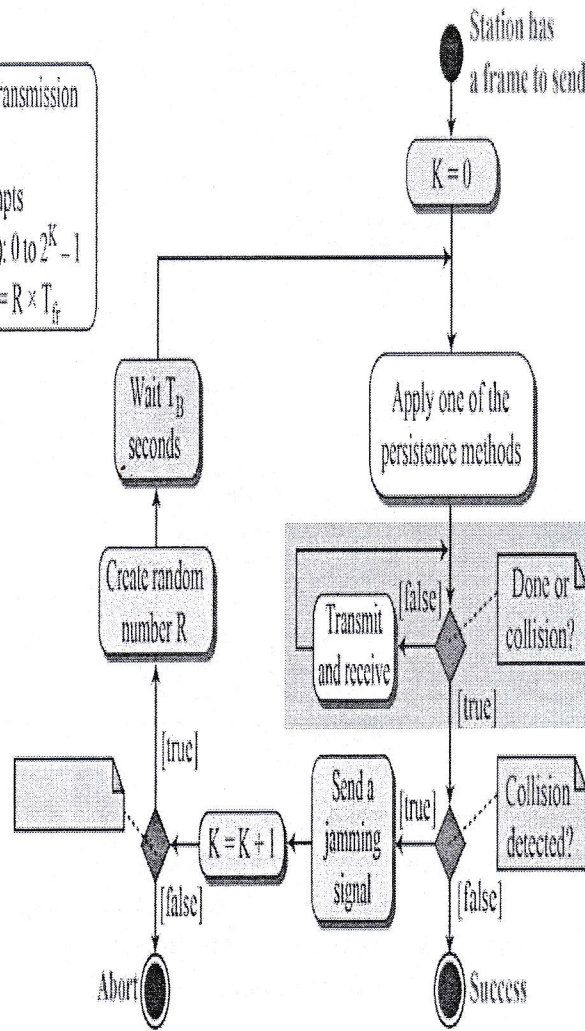 Station has
a frame to send
ransmission
pts
): 0 to 2^K – 1
= R × T_fr
K = 0
Wait T_B
seconds
Apply one of the
persistence methods
Create random
number R
[false]
Transmit
and receive
Done or
collision?
[true]
[true]
Send a
jamming
signal
[true]
Collision
detected?
K = K + 1
[false]
[false]
Abort
Success